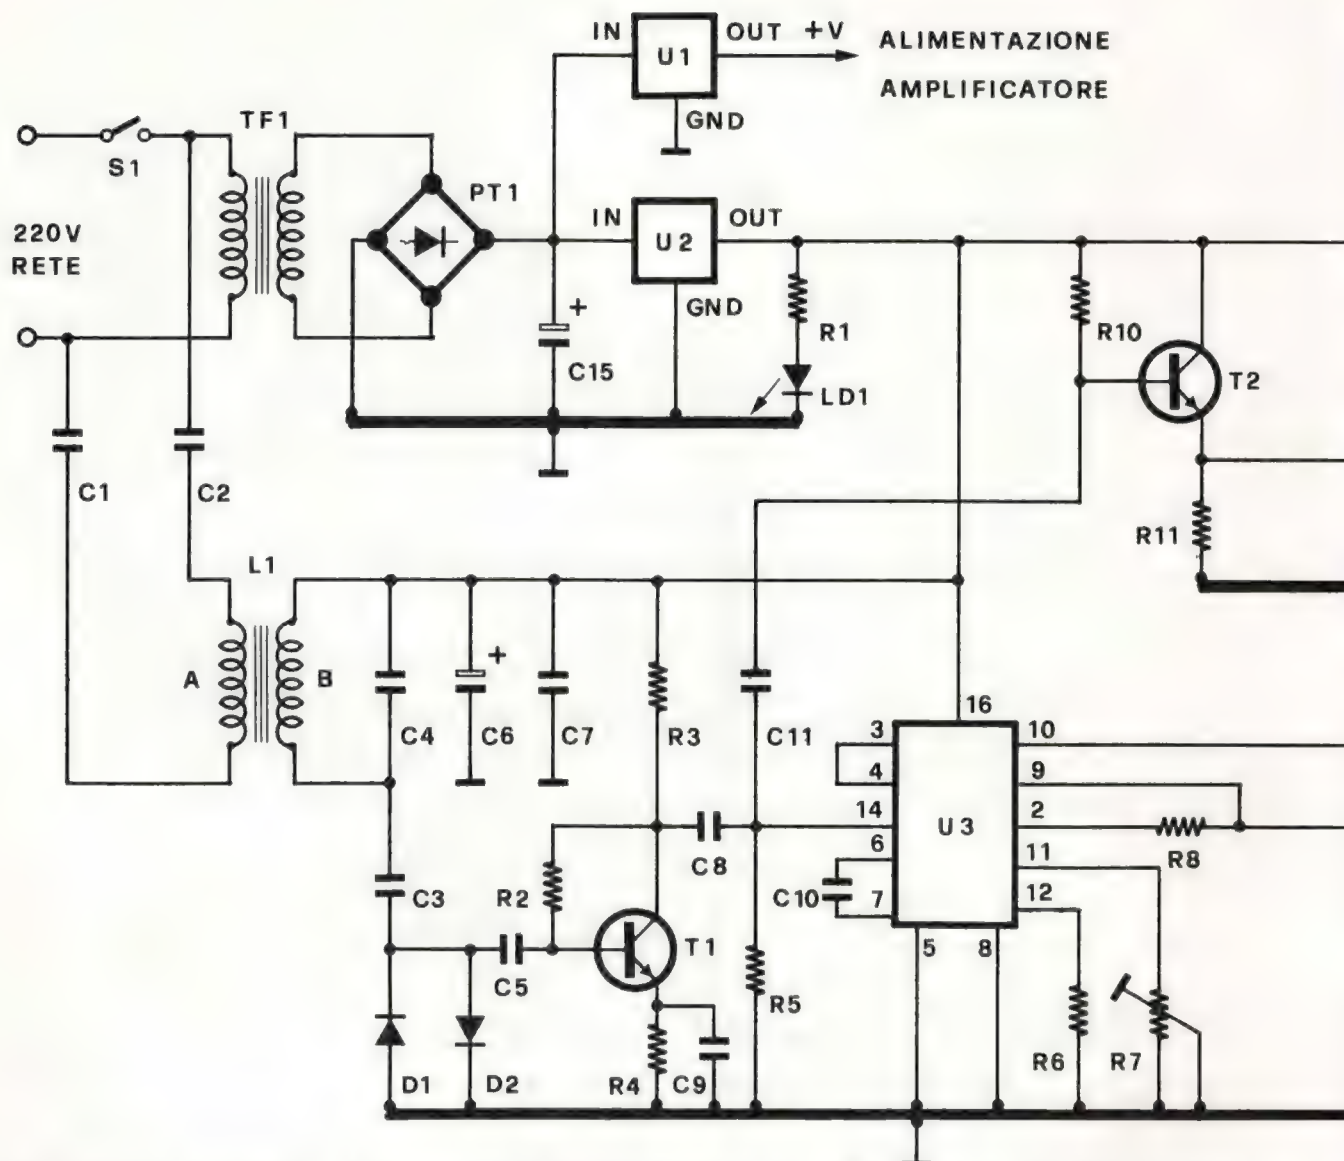 IN
U1
OUT
+V
ALIMENTAZIONE
AMPLIFICATORE
GND
TF1
S1
PT1
220V
RETE
IN
U2
OUT
GND
+
C15
R1
LD1
R10
T2
R11
C1
C2
L1
A
B
C4
+
C6
C7
R3
C11
16
3
4
14
6
7
U3
10
9
2
11
12
5
8
R8
C8
C10
C3
R2
T1
C5
R5
R6
R7
D1
D2
R4
C9